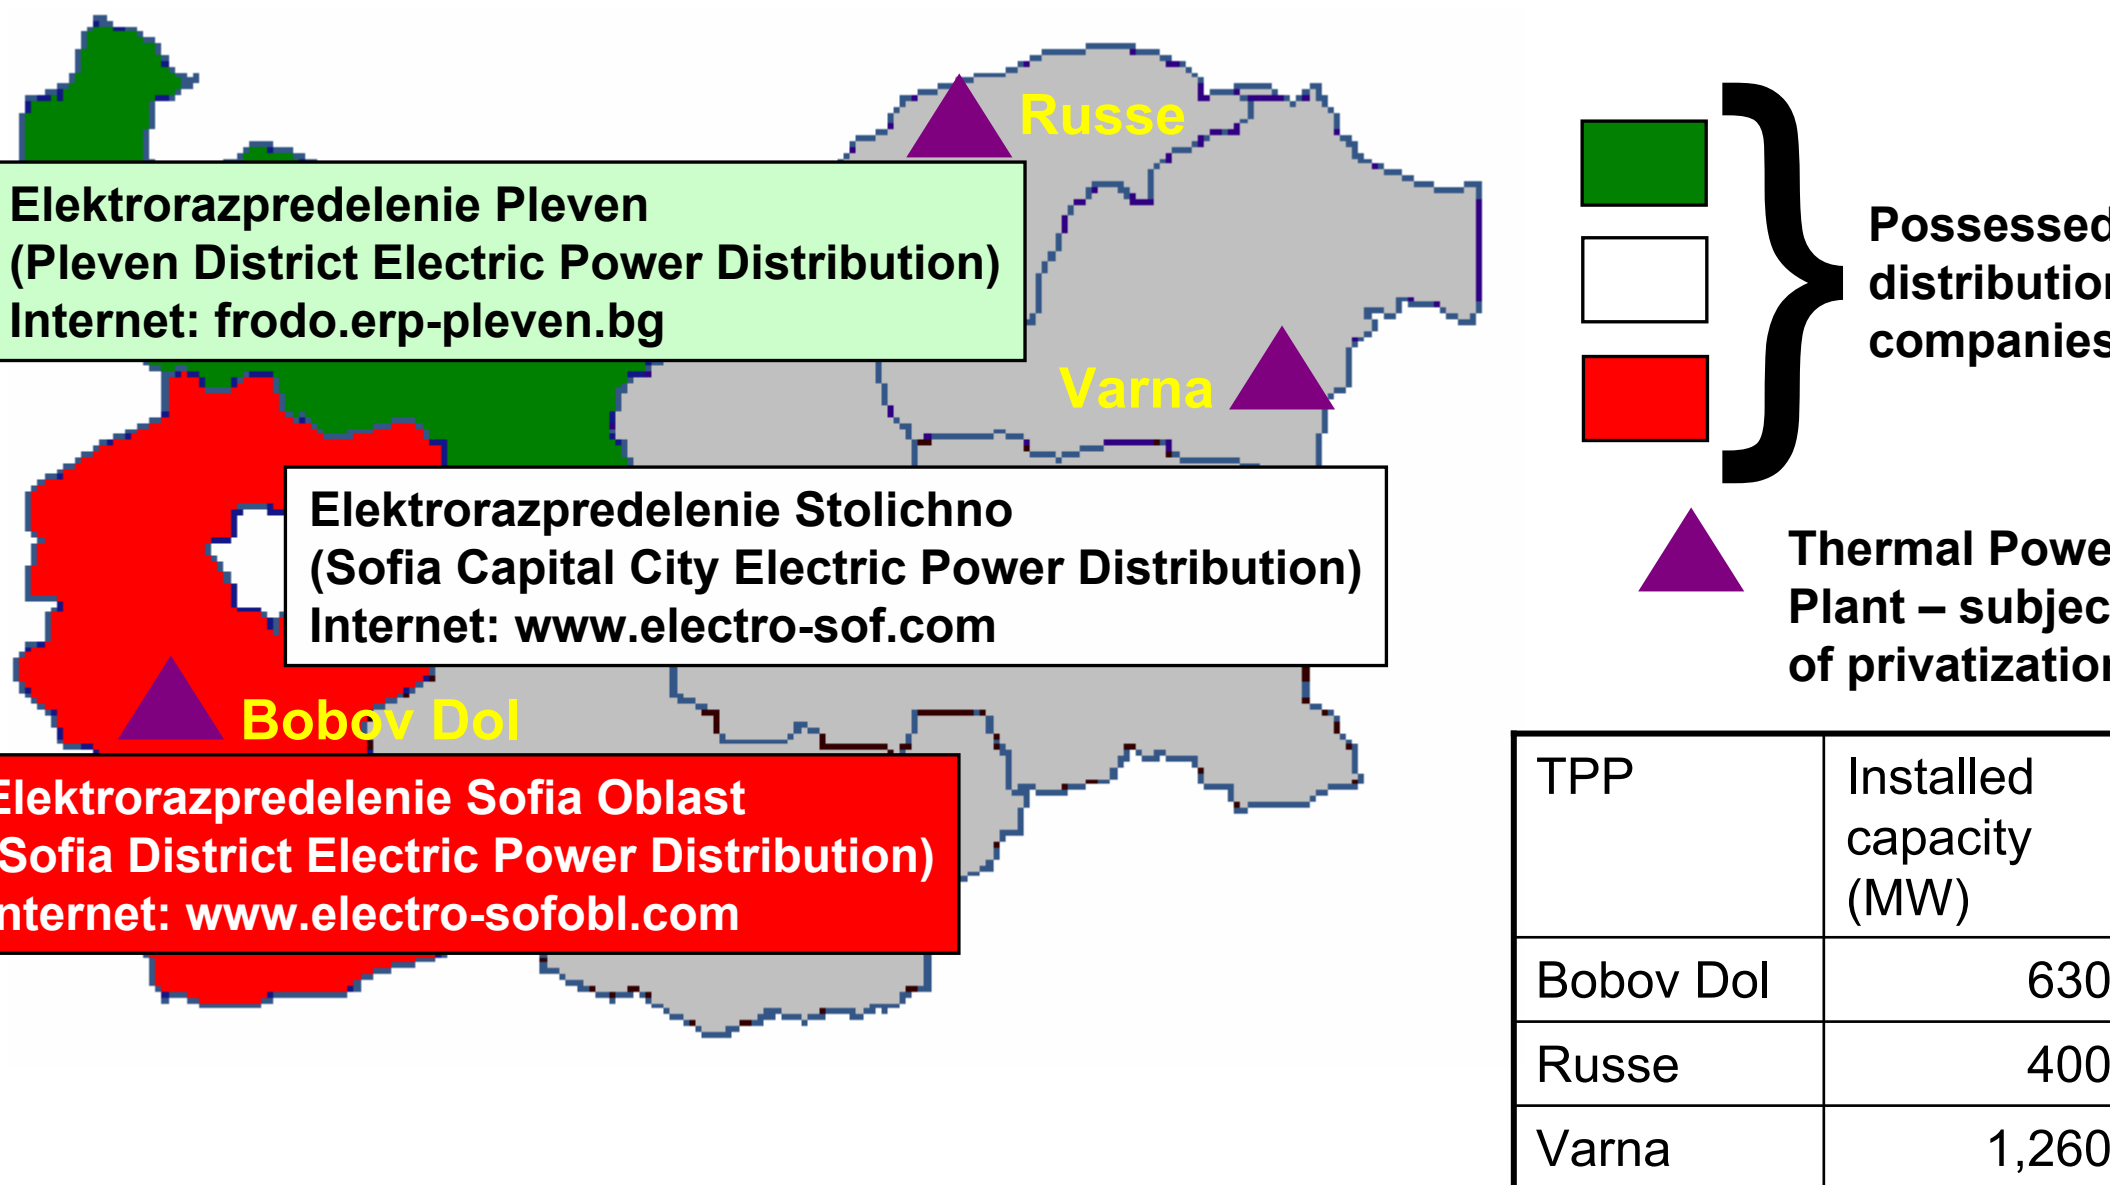 Russe
Elektrorazpredelenie Pleven
(Pleven District Electric Power Distribution)
Internet: frodo.erp-pleven.bg
Varna
Elektrorazpredelenie Stolichno
(Sofia Capital City Electric Power Distribution)
Internet: www.electro-sof.com
Bobov Dol
Elektrorazpredelenie Sofia Oblast
Sofia District Electric Power Distribution)
nternet: www.electro-sofobl.com
Possessed
distribution
companies
Thermal Powe
Plant – subjec
of privatization
TPP Installed
capacity
(MW)
Bobov Dol 630
Russe 400
Varna 1,260